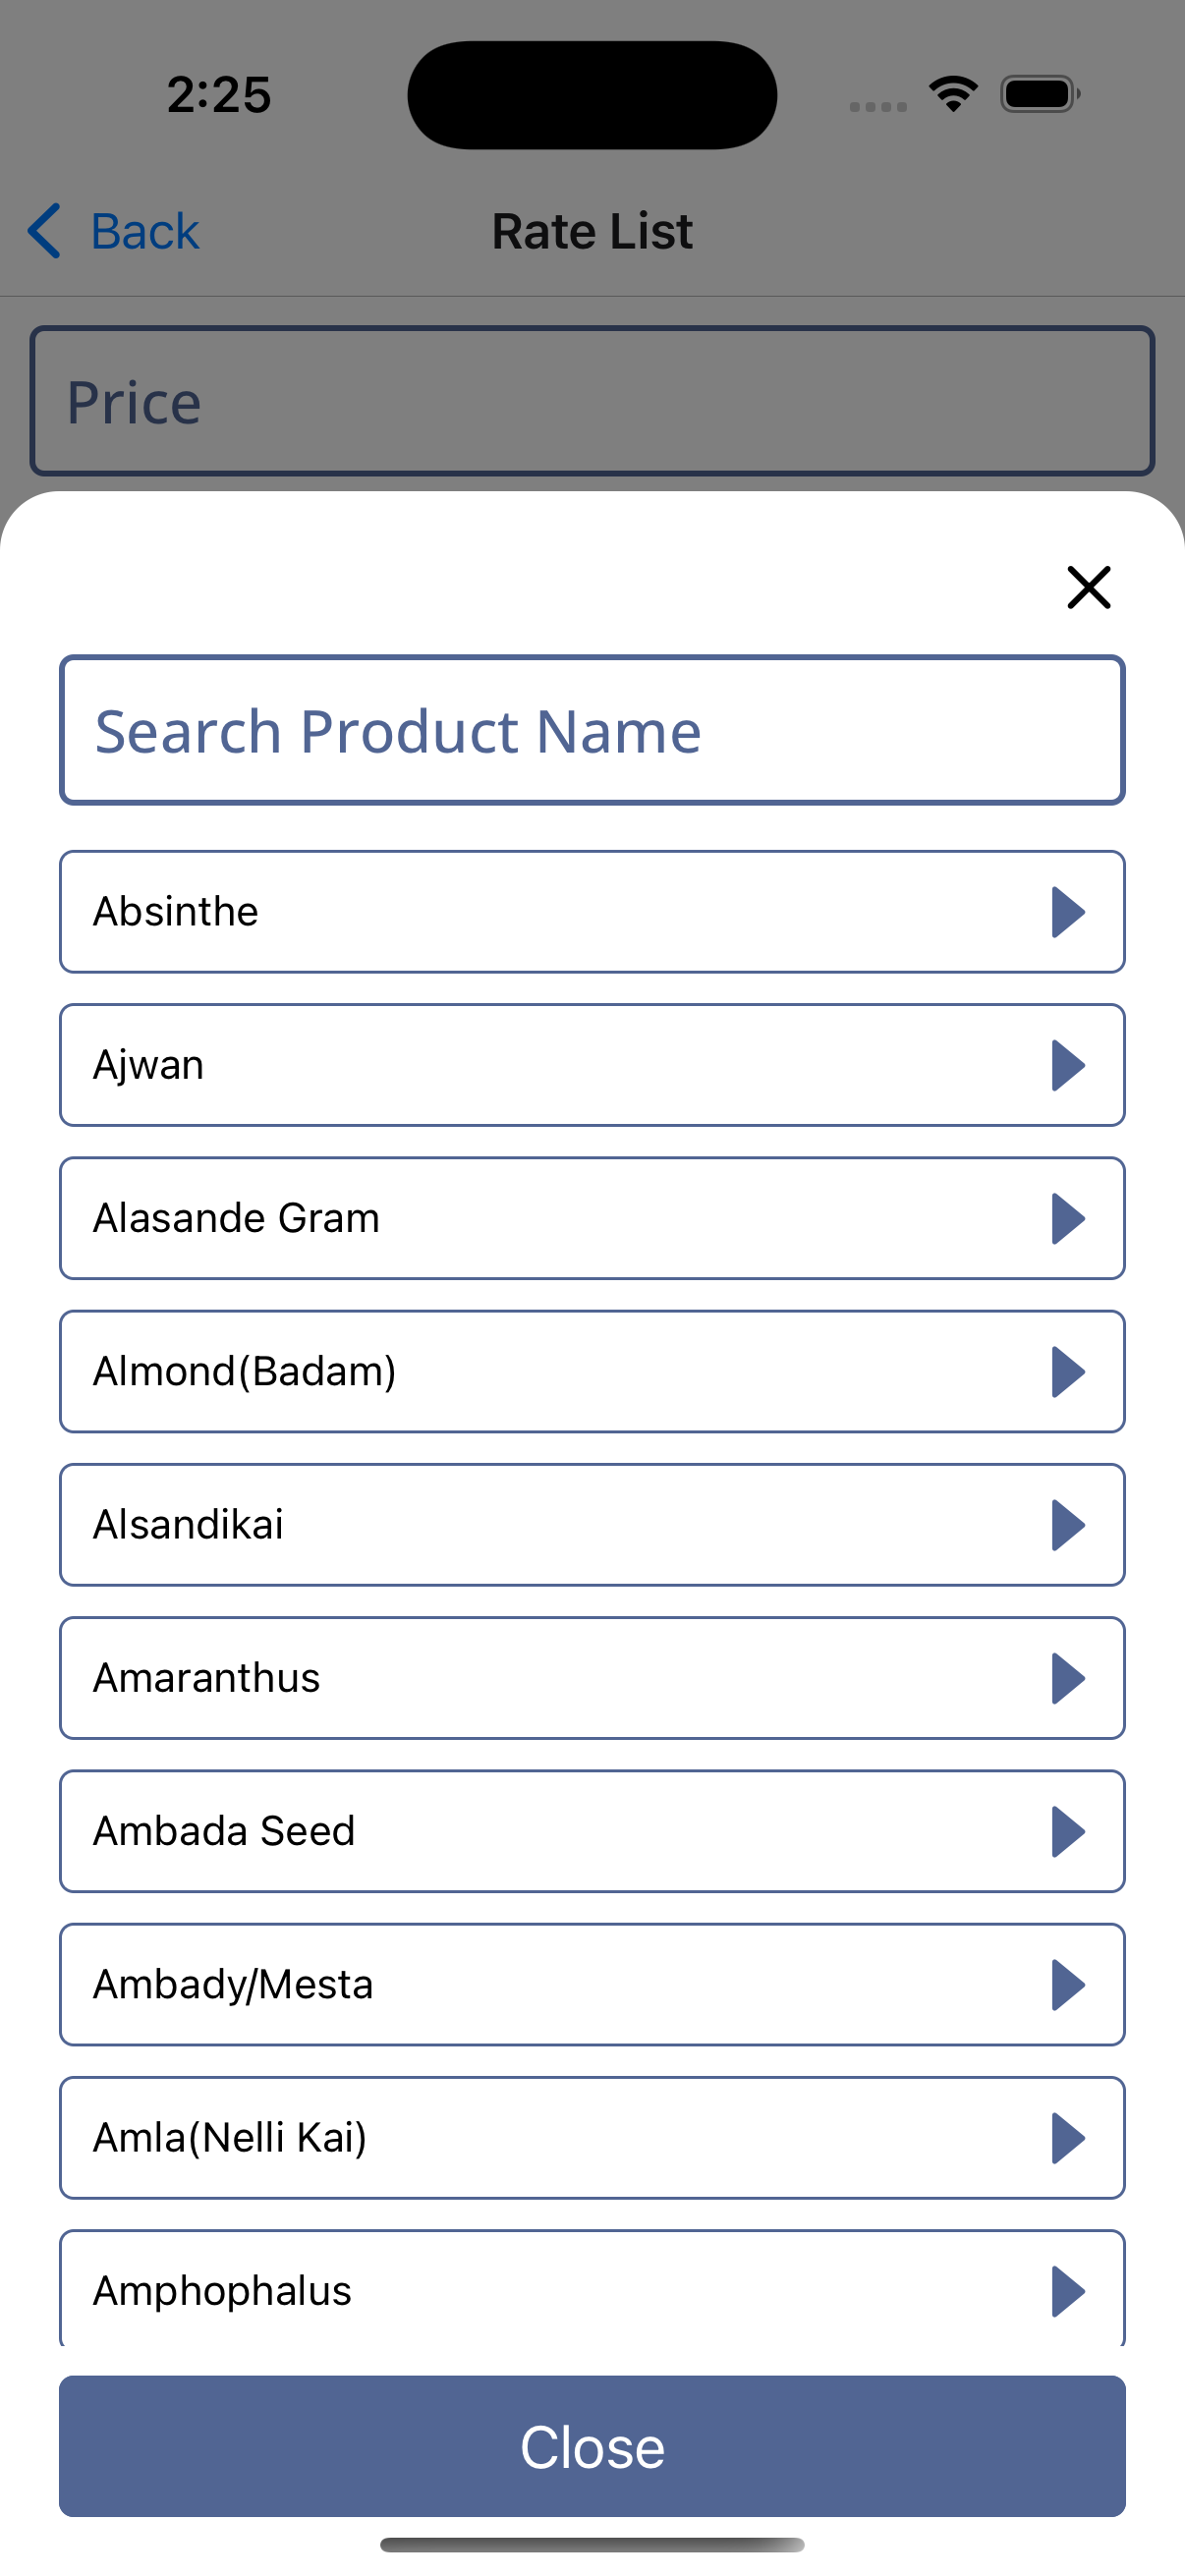 2:25
Back
Rate List
Price
Search Product Name
Absinthe
Ajwan
Alasande Gram
Almond(Badam)
Alsandikai
Amaranthus
Ambada Seed
Ambady/Mesta
Amla(Nelli Kai)
Amphophalus
Close